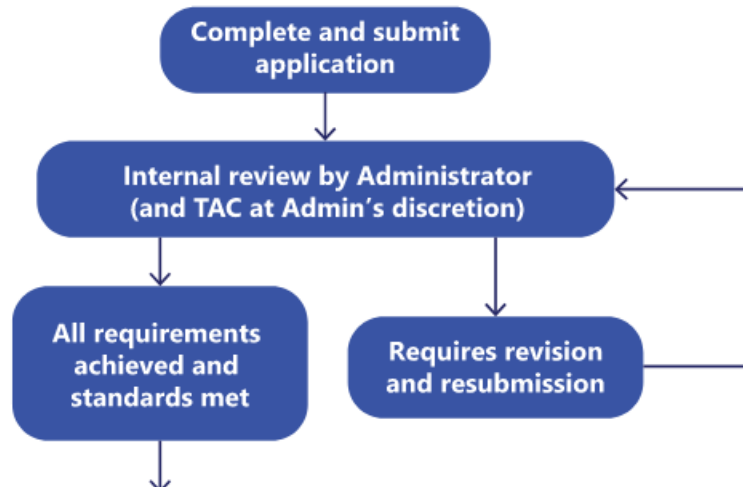 Complete and submit
application
Internal review by Administrator
(and TAC at Admin’s discretion)
All requirements
achieved and
standards met
Requires revision
and resubmission